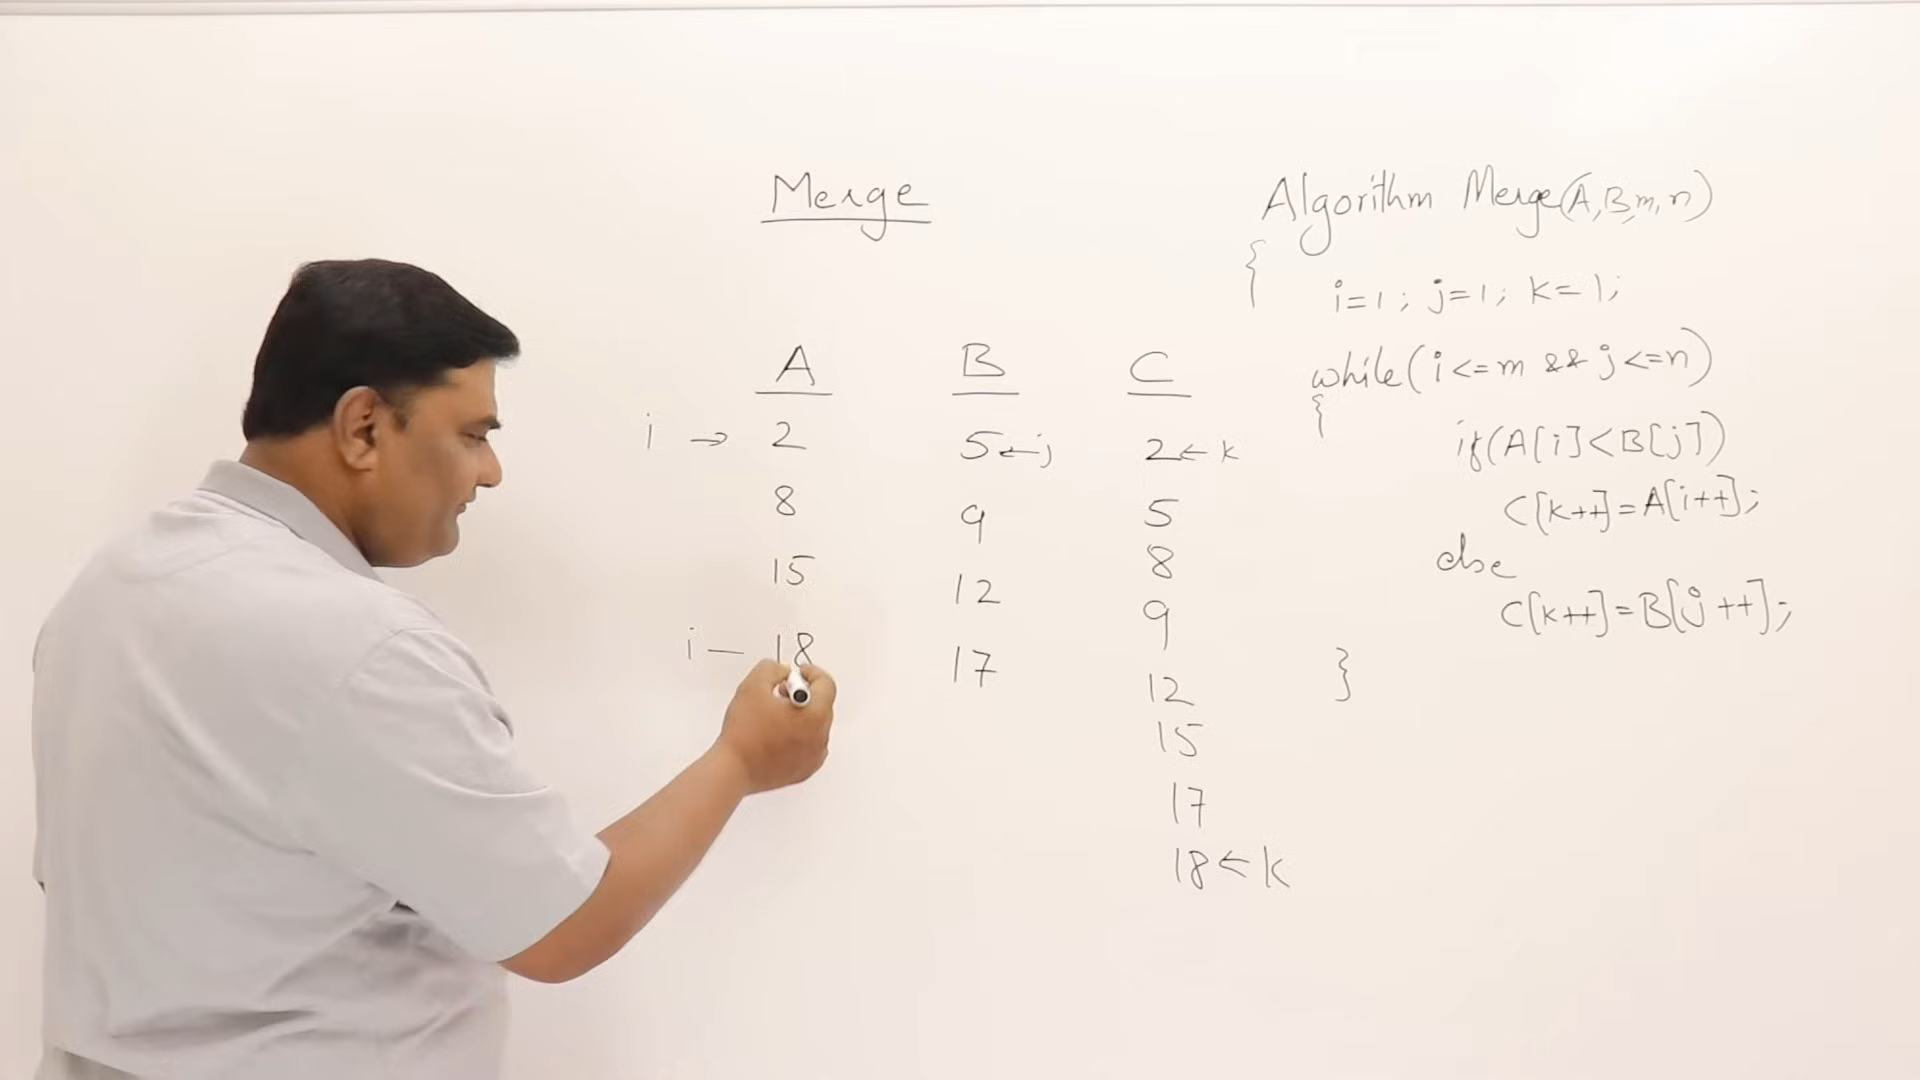 Merge
A B C
i → 2 5 ← j 2 ← k
8 9 5
15 12 8
i — 18 17 9
12
15
17
18 ← k
Algorithm Merge(A,B,m,n)
{
i=1; j=1; k=1;
while(i<=m && j<=n)
{
if(A[i]<B[j])
C[k++]=A[i++];
else
C[k++]=B[j++];
}